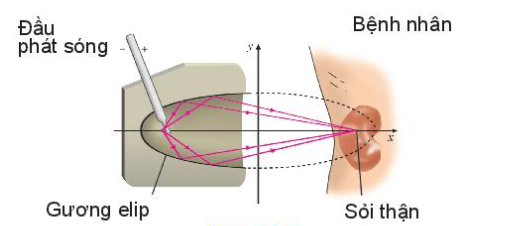 Đầu
phát sóng
Bệnh nhân
y
x
Gương elip
Sỏi thận